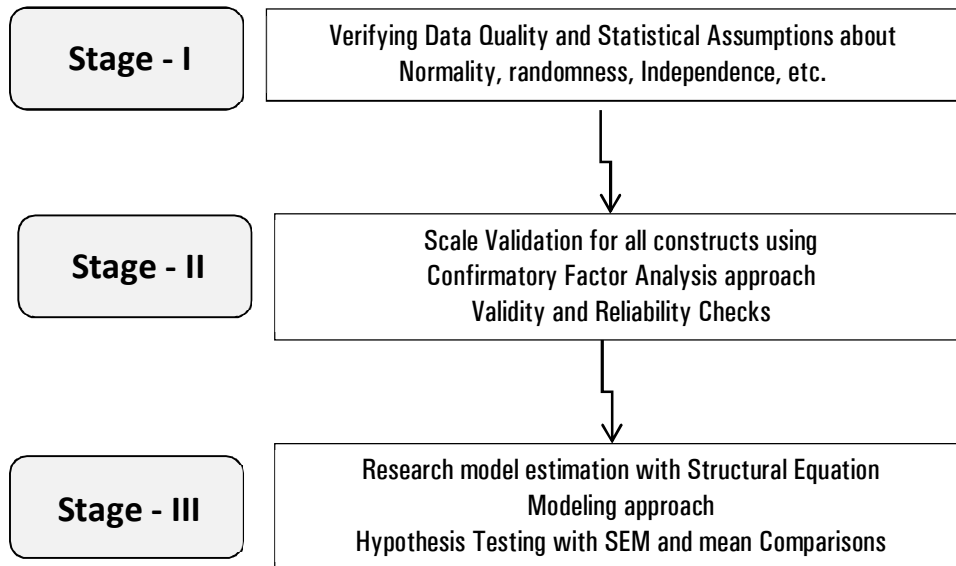 Stage - I
Verifying Data Quality and Statistical Assumptions about
Normality, randomness, Independence, etc.
Stage - II
Scale Validation for all constructs using
Confirmatory Factor Analysis approach
Validity and Reliability Checks
Stage - III
Research model estimation with Structural Equation
Modeling approach
Hypothesis Testing with SEM and mean Comparisons